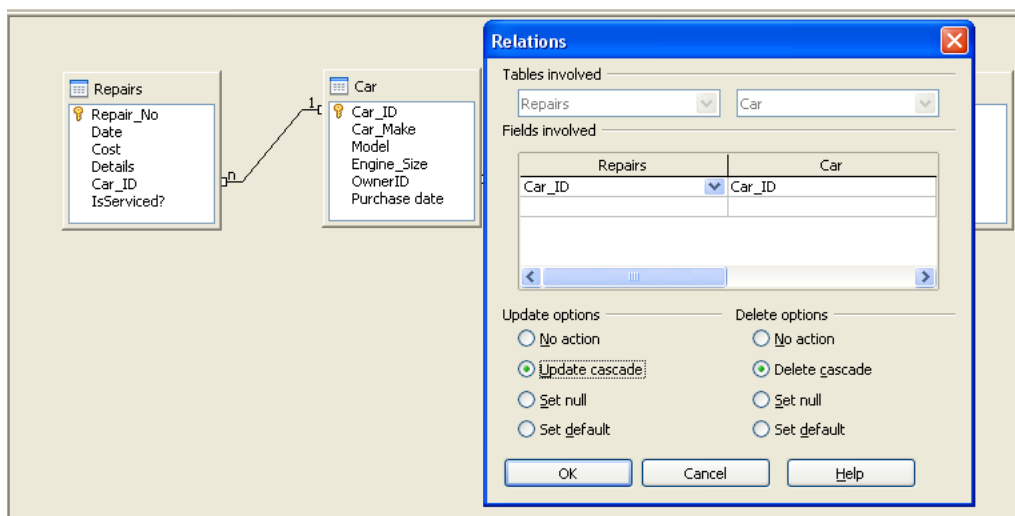 Repairs
Repair_No
Date
Cost
Details
Car_ID
IsServiced?
n
1
Car
Car_ID
Car_Make
Model
Engine_Size
OwnerID
Purchase date
Relations
Tables involved
Repairs Car
Fields involved
Repairs Car
Car_ID Car_ID
Update options Delete options
No action No action
Update cascade Delete cascade
Set null Set null
Set default Set default
OK Cancel Help